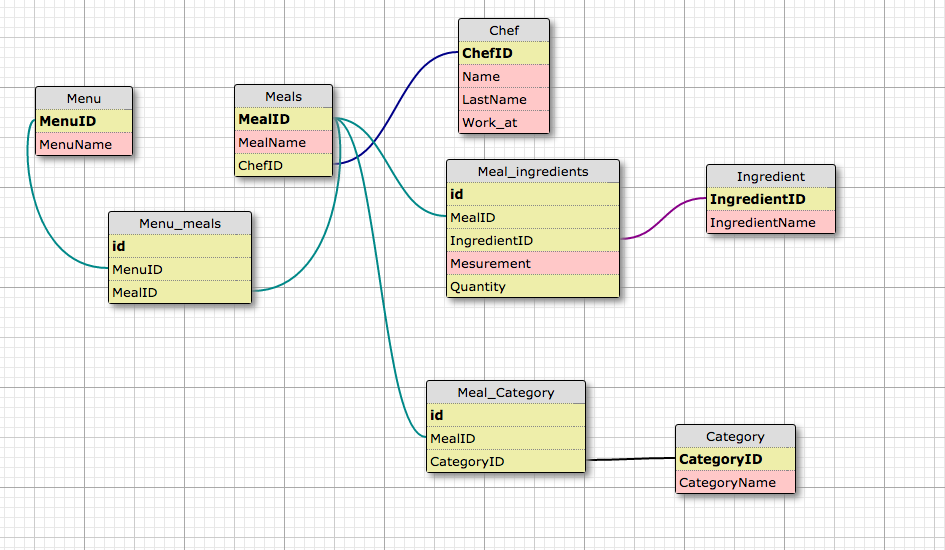 Chef
ChefID
Name
LastName
Work_at
Menu
MenuID
MenuName
Meals
MealID
MealName
ChefID
Meal_ingredients
id
MealID
IngredientID
Mesurement
Quantity
Ingredient
IngredientID
IngredientName
Menu_meals
id
MenuID
MealID
Meal_Category
id
MealID
CategoryID
Category
CategoryID
CategoryName